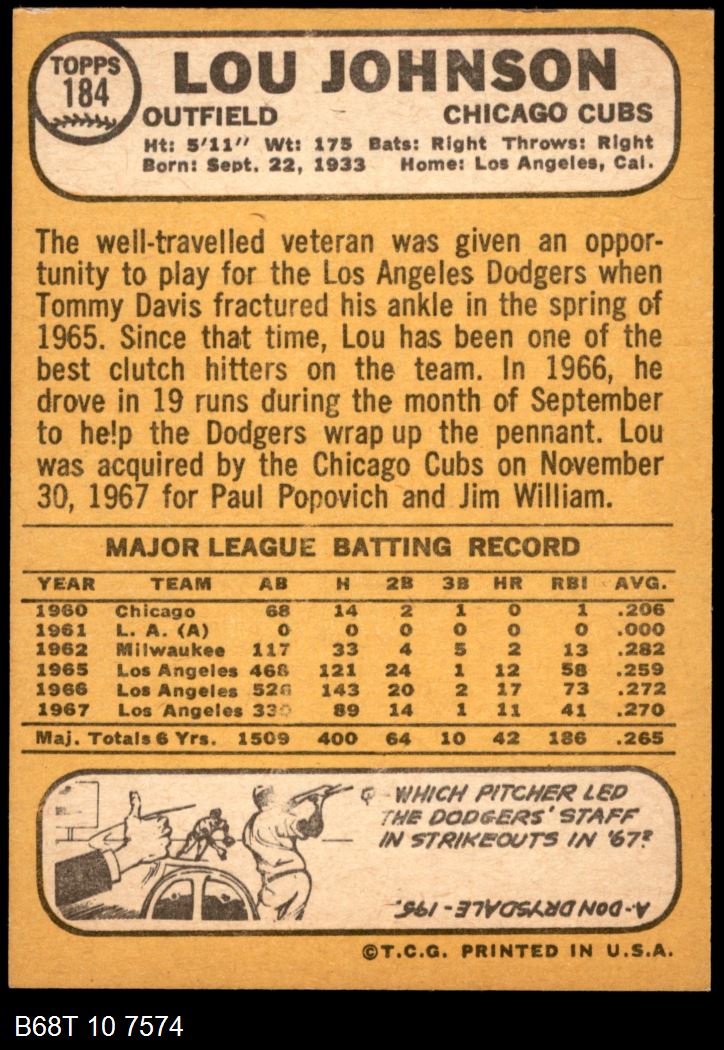 TOPPS
184
LOU JOHNSON
OUTFIELD CHICAGO CUBS
Ht: 5'11" Wt: 175 Bats: Right Throws: Right
Born: Sept. 22, 1933 Home: Los Angeles, Cal.
The well-travelled veteran was given an oppor-
tunity to play for the Los Angeles Dodgers when
Tommy Davis fractured his ankle in the spring of
1965. Since that time, Lou has been one of the
best clutch hitters on the team. In 1966, he
drove in 19 runs during the month of September
to help the Dodgers wrap up the pennant. Lou
was acquired by the Chicago Cubs on November
30, 1967 for Paul Popovich and Jim William.
MAJOR LEAGUE BATTING RECORD
YEAR TEAM AB H 2B 3B HR RBI AVG.
1960 Chicago 68 14 2 1 0 1 .206
1961 L. A. (A) 0 0 0 0 0 0 .000
1962 Milwaukee 117 33 4 5 2 13 .282
1965 Los Angeles 468 121 24 1 12 58 .259
1966 Los Angeles 526 143 20 2 17 73 .272
1967 Los Angeles 330 89 14 1 11 41 .270
Maj. Totals 6 Yrs. 1509 400 64 10 42 186 .265
Q-WHICH PITCHER LED
THE DODGERS' STAFF
IN STRIKEOUTS IN '67?
A-DON DRYSDALE-196.
©T.C.G. PRINTED IN U.S.A.
B68T 10 7574